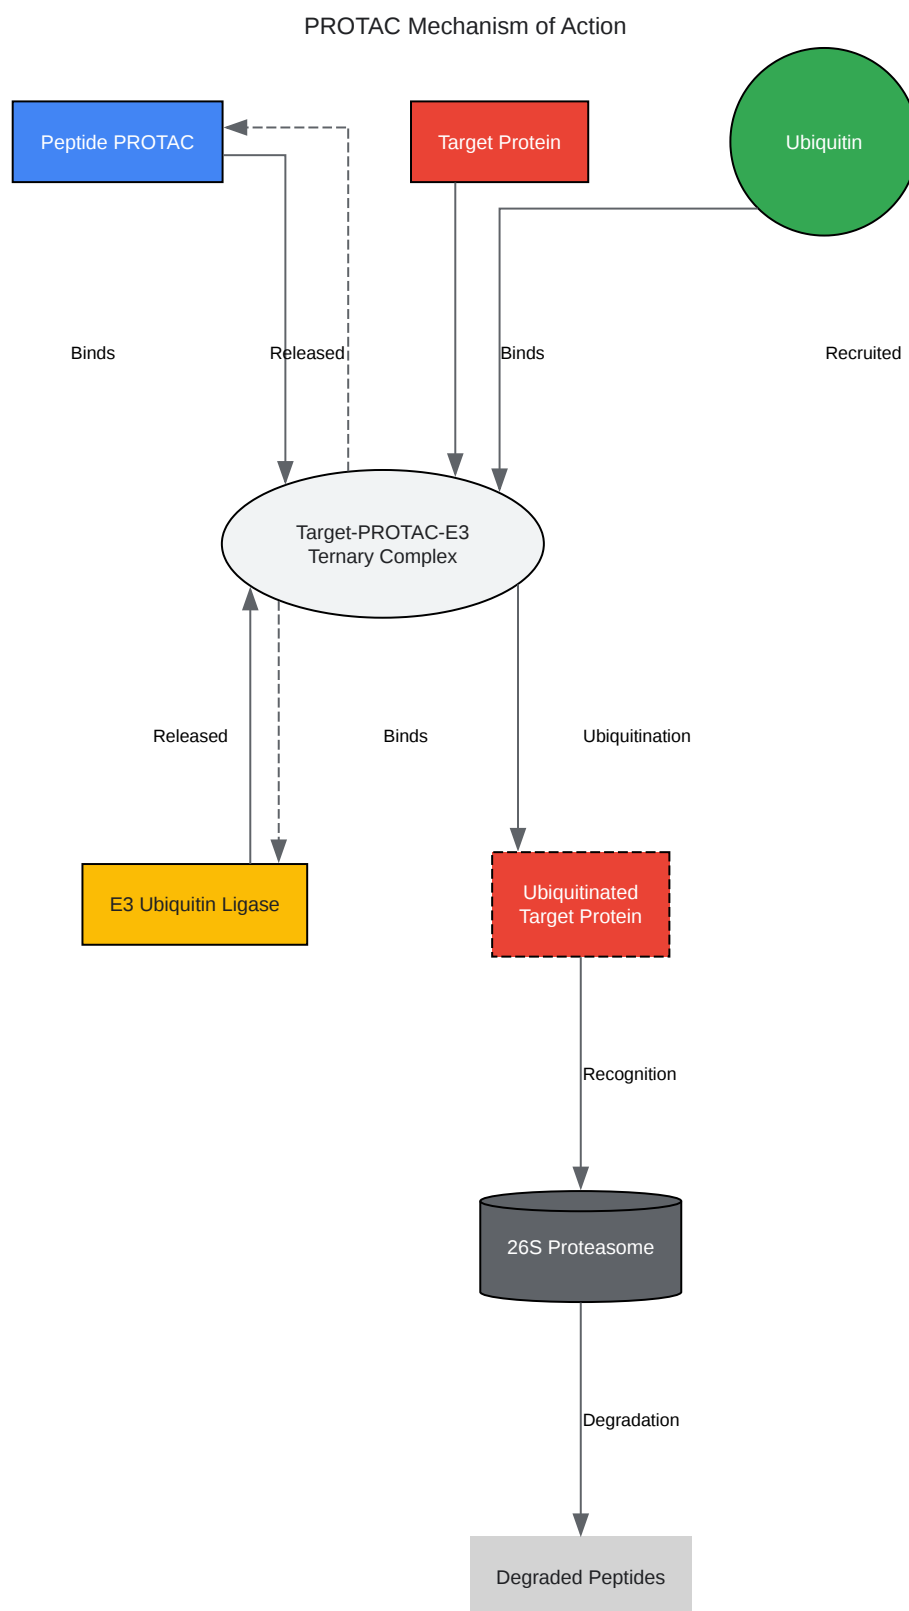 PROTAC Mechanism of Action
Peptide PROTAC
Target Protein
Ubiquitin
Binds
Released
Binds
Recruited
Target-PROTAC-E3
Ternary Complex
Released
Binds
Ubiquitination
E3 Ubiquitin Ligase
Ubiquitinated
Target Protein
Recognition
26S Proteasome
Degradation
Degraded Peptides